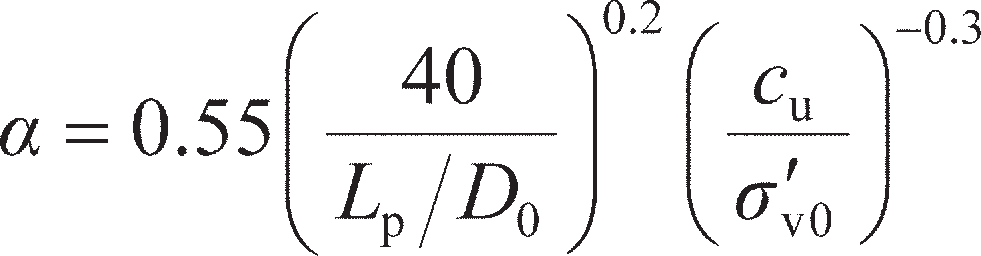 α = 0.55 (40 / (L_p/D_0))^0.2 (c_u / σ′_v0)^−0.3